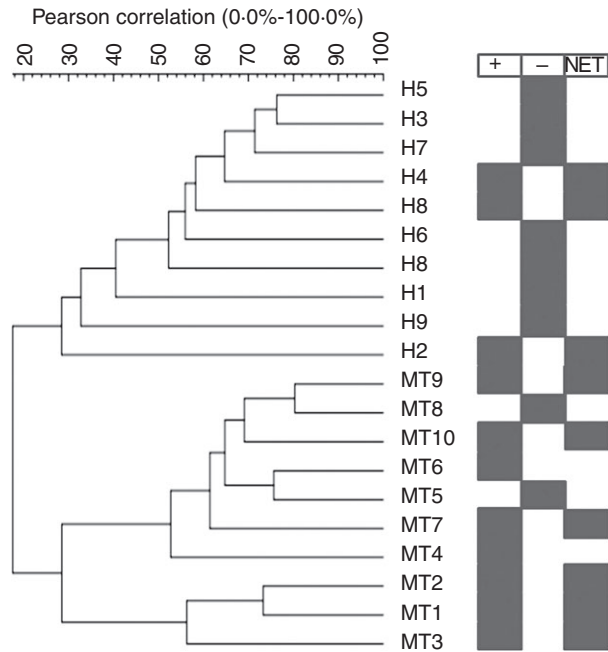 Pearson correlation (0·0%-100·0%)
20 30 40 50 60 70 80 90 100
+ – NET
H5
H3
H7
H4
H8
H6
H8
H1
H9
H2
MT9
MT8
MT10
MT6
MT5
MT7
MT4
MT2
MT1
MT3